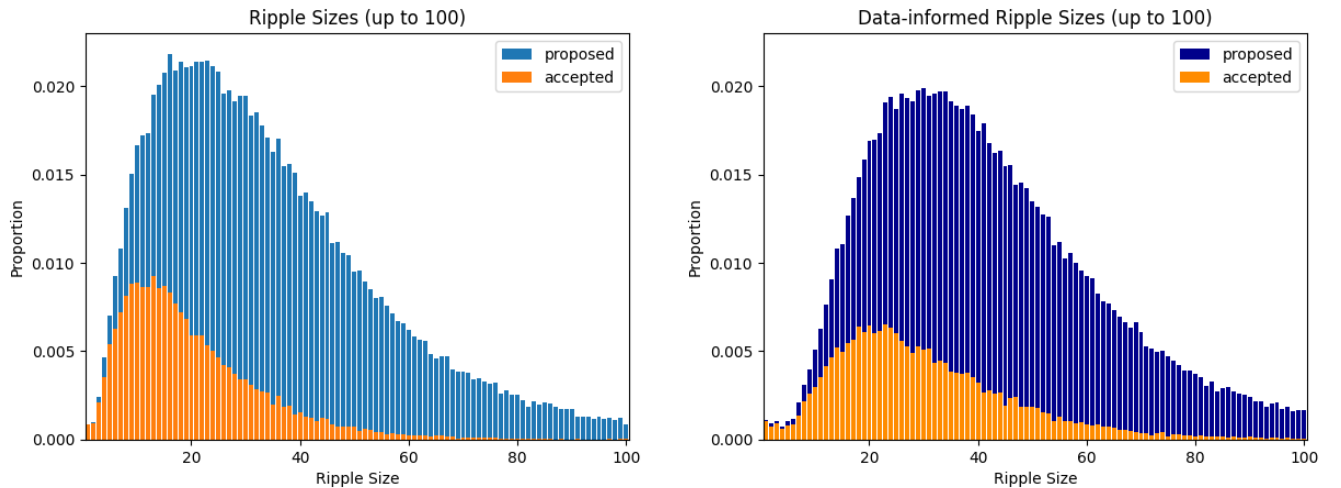 Ripple Sizes (up to 100)
proposed
accepted
0.020
0.015
0.010
0.005
0.000
Proportion
20
40
60
80
100
Ripple Size
Data-informed Ripple Sizes (up to 100)
proposed
accepted
0.020
0.015
0.010
0.005
0.000
Proportion
20
40
60
80
100
Ripple Size